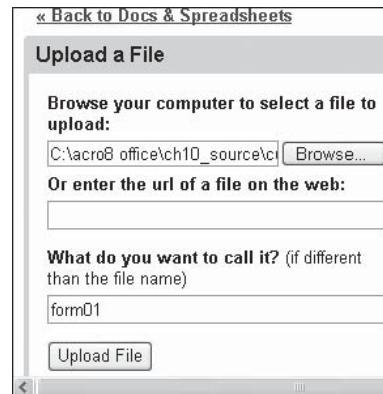 « Back to Docs & Spreadsheets
Upload a File
Browse your computer to select a file to
upload:
C:\acro8 office\ch10_source\c
Browse...
Or enter the url of a file on the web:
What do you want to call it? (if different
than the file name)
form01
Upload File